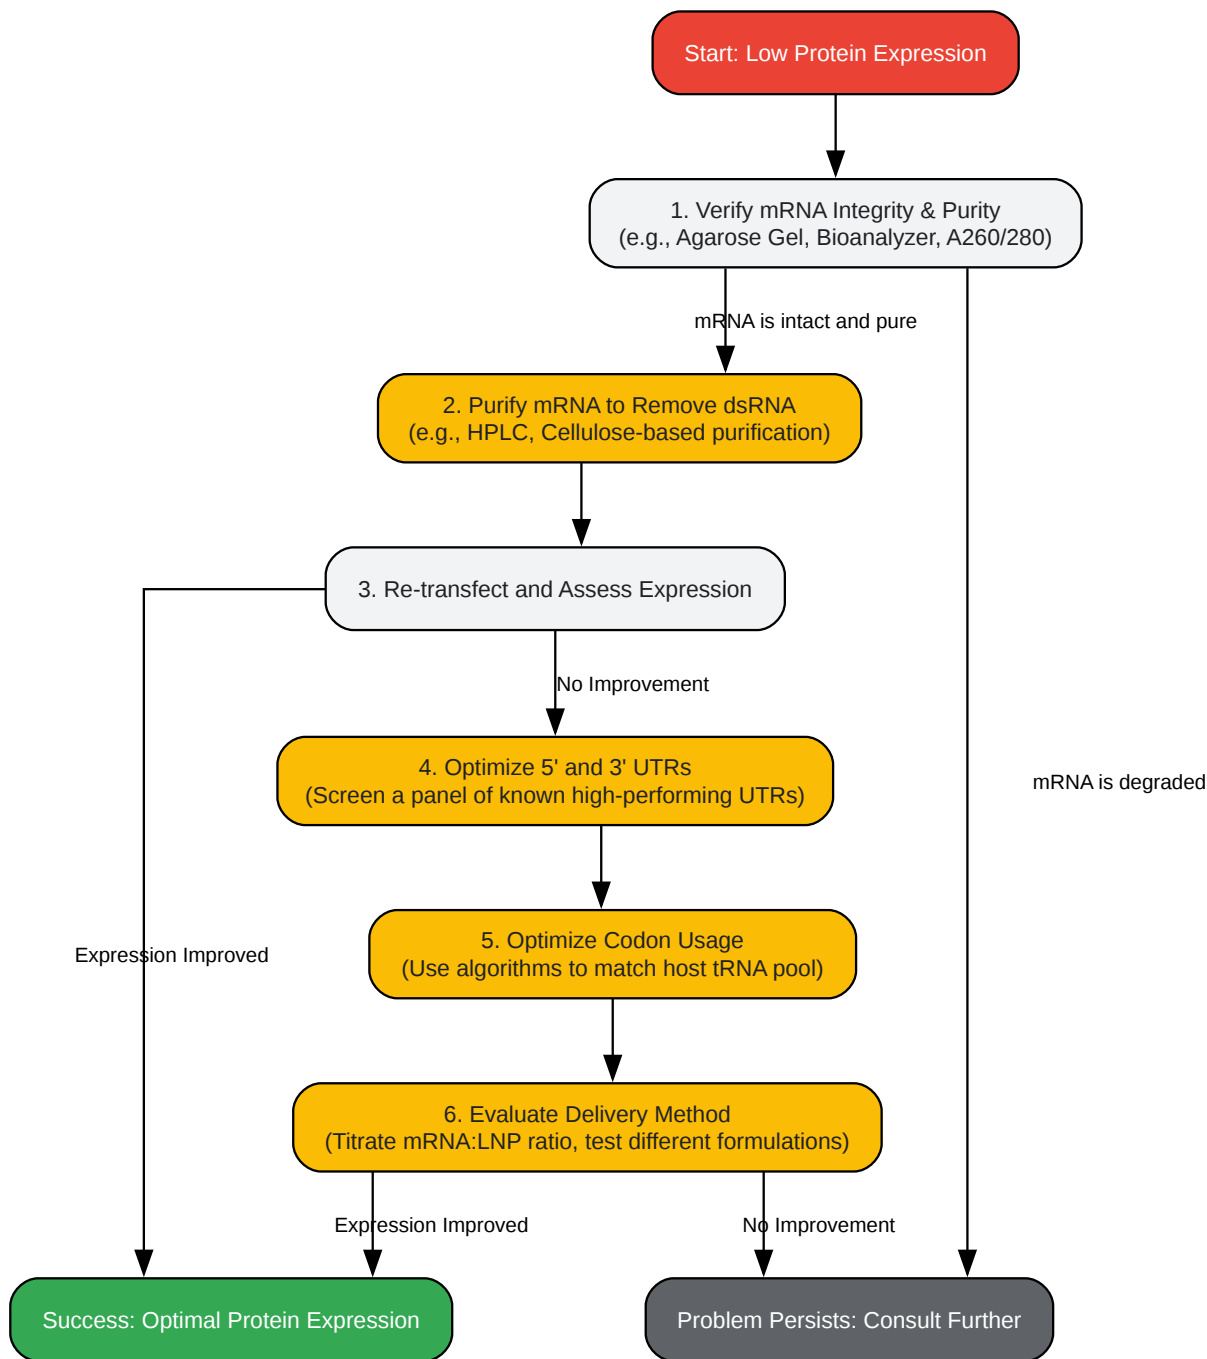 Start: Low Protein Expression
1. Verify mRNA Integrity & Purity
(e.g., Agarose Gel, Bioanalyzer, A260/280)
mRNA is intact and pure
2. Purify mRNA to Remove dsRNA
(e.g., HPLC, Cellulose-based purification)
3. Re-transfect and Assess Expression
No Improvement
4. Optimize 5' and 3' UTRs
(Screen a panel of known high-performing UTRs)
mRNA is degraded
5. Optimize Codon Usage
(Use algorithms to match host tRNA pool)
Expression Improved
6. Evaluate Delivery Method
(Titrate mRNA:LNP ratio, test different formulations)
Expression Improved
No Improvement
Success: Optimal Protein Expression
Problem Persists: Consult Further